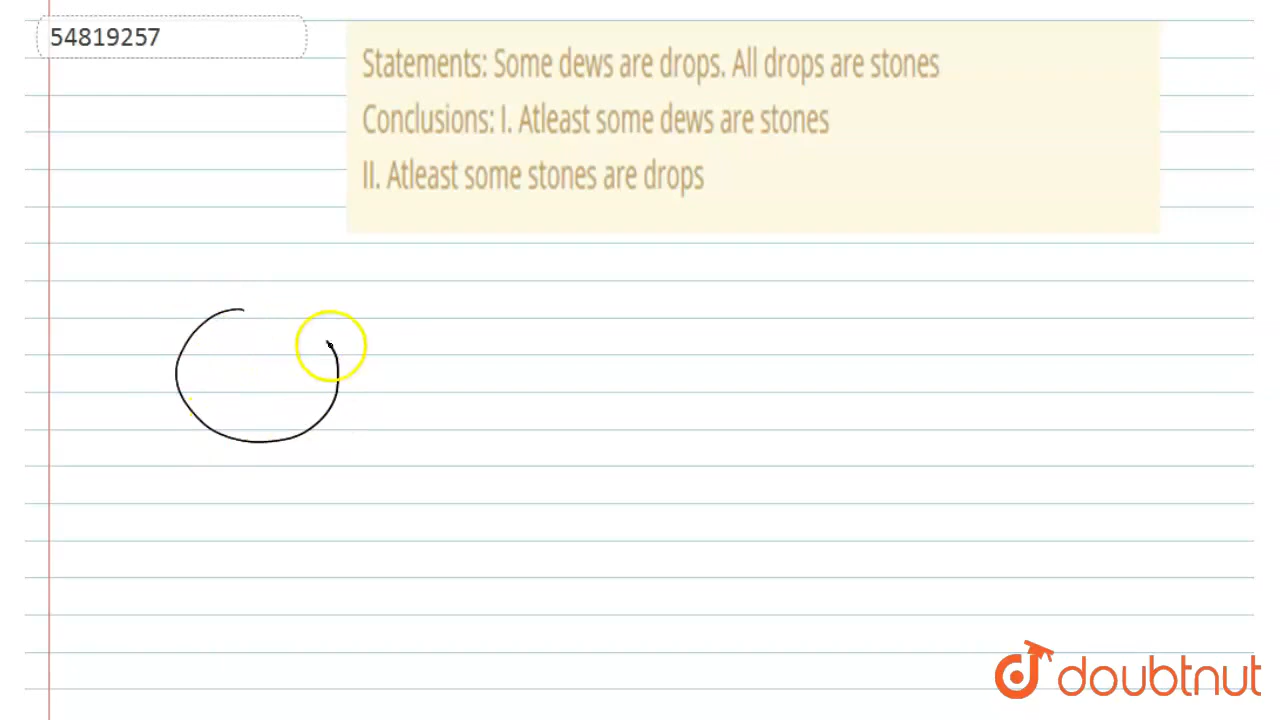 54819257
Statements: Some dews are drops. All drops are stones
Conclusions: I. Atleast some dews are stones
II. Atleast some stones are drops
doubtnut